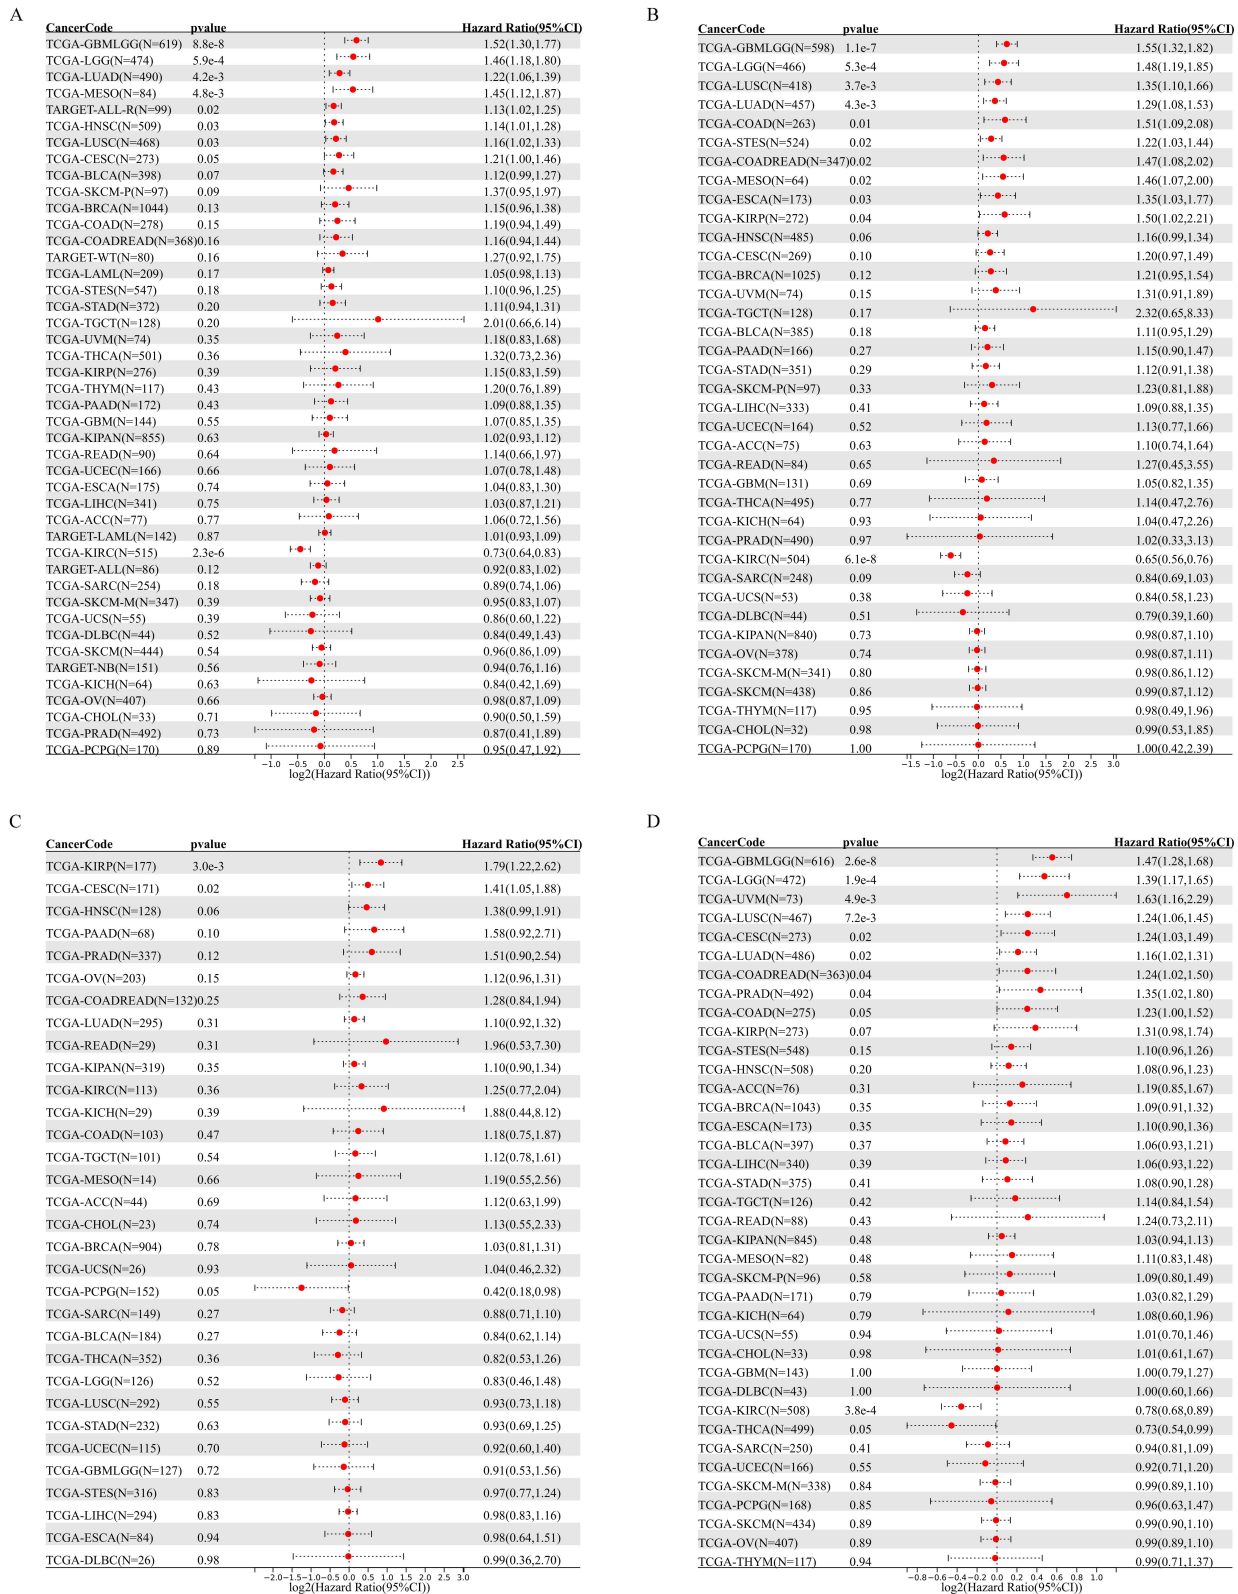 A
CancerCode pvalue Hazard Ratio(95%CI)
TCGA-GBMLGG(N=619) 8.8e-8 1.52(1.30,1.77)
TCGA-LGG(N=474) 5.9e-4 1.46(1.18,1.80)
TCGA-LUAD(N=490) 4.2e-3 1.22(1.06,1.39)
TCGA-MESO(N=84) 4.8e-3 1.45(1.12,1.87)
TARGET-ALL-R(N=99) 0.02 1.13(1.02,1.25)
TCGA-HNSC(N=509) 0.03 1.14(1.01,1.28)
TCGA-LUSC(N=468) 0.03 1.16(1.02,1.33)
TCGA-CESC(N=273) 0.05 1.21(1.00,1.46)
TCGA-BLCA(N=398) 0.07 1.12(0.99,1.27)
TCGA-SKCM-P(N=97) 0.09 1.37(0.95,1.97)
TCGA-BRCA(N=1044) 0.13 1.15(0.96,1.38)
TCGA-COAD(N=278) 0.15 1.19(0.94,1.49)
TCGA-COADREAD(N=368)0.16 1.16(0.94,1.44)
TARGET-WT(N=80) 0.16 1.27(0.92,1.75)
TCGA-LAML(N=209) 0.17 1.05(0.98,1.13)
TCGA-STES(N=547) 0.18 1.10(0.96,1.25)
TCGA-STAD(N=372) 0.20 1.11(0.94,1.31)
TCGA-TGCT(N=128) 0.20 2.01(0.66,6.14)
TCGA-UVM(N=74) 0.35 1.18(0.83,1.68)
TCGA-THCA(N=501) 0.36 1.32(0.73,2.36)
TCGA-KIRP(N=276) 0.39 1.15(0.83,1.59)
TCGA-THYM(N=117) 0.43 1.20(0.76,1.89)
TCGA-PAAD(N=172) 0.43 1.09(0.88,1.35)
TCGA-GBM(N=144) 0.55 1.07(0.85,1.35)
TCGA-KIPAN(N=855) 0.63 1.02(0.93,1.12)
TCGA-READ(N=90) 0.64 1.14(0.66,1.97)
TCGA-UCEC(N=166) 0.66 1.07(0.78,1.48)
TCGA-ESCA(N=175) 0.74 1.04(0.83,1.30)
TCGA-LIHC(N=341) 0.75 1.03(0.87,1.21)
TCGA-ACC(N=77) 0.77 1.06(0.72,1.56)
TARGET-LAML(N=142) 0.87 1.01(0.93,1.09)
TCGA-KIRC(N=515) 2.3e-6 0.73(0.64,0.83)
TARGET-ALL(N=86) 0.12 0.92(0.83,1.02)
TCGA-SARC(N=254) 0.18 0.89(0.74,1.06)
TCGA-SKCM-M(N=347) 0.39 0.95(0.83,1.07)
TCGA-UCS(N=55) 0.39 0.86(0.60,1.22)
TCGA-DLBC(N=44) 0.52 0.84(0.49,1.43)
TCGA-SKCM(N=444) 0.54 0.96(0.86,1.09)
TARGET-NB(N=151) 0.56 0.94(0.76,1.16)
TCGA-KICH(N=64) 0.63 0.84(0.42,1.69)
TCGA-OV(N=407) 0.66 0.98(0.87,1.09)
TCGA-CHOL(N=33) 0.71 0.90(0.50,1.59)
TCGA-PRAD(N=492) 0.73 0.87(0.41,1.89)
TCGA-PCPG(N=170) 0.89 0.95(0.47,1.92)
−1.0 −0.5 0.0 0.5 1.0 1.5 2.0 2.5
log2(Hazard Ratio(95%CI))
B
CancerCode pvalue Hazard Ratio(95%CI)
TCGA-GBMLGG(N=598) 1.1e-7 1.55(1.32,1.82)
TCGA-LGG(N=466) 5.3e-4 1.48(1.19,1.85)
TCGA-LUSC(N=418) 3.7e-3 1.35(1.10,1.66)
TCGA-LUAD(N=457) 4.3e-3 1.29(1.08,1.53)
TCGA-COAD(N=263) 0.01 1.51(1.09,2.08)
TCGA-STES(N=524) 0.02 1.22(1.03,1.44)
TCGA-COADREAD(N=347)0.02 1.47(1.08,2.02)
TCGA-MESO(N=64) 0.02 1.46(1.07,2.00)
TCGA-ESCA(N=173) 0.03 1.35(1.03,1.77)
TCGA-KIRP(N=272) 0.04 1.50(1.02,2.21)
TCGA-HNSC(N=485) 0.06 1.16(0.99,1.34)
TCGA-CESC(N=269) 0.10 1.20(0.97,1.49)
TCGA-BRCA(N=1025) 0.12 1.21(0.95,1.54)
TCGA-UVM(N=74) 0.15 1.31(0.91,1.89)
TCGA-TGCT(N=128) 0.17 2.32(0.65,8.33)
TCGA-BLCA(N=385) 0.18 1.11(0.95,1.29)
TCGA-PAAD(N=166) 0.27 1.15(0.90,1.47)
TCGA-STAD(N=351) 0.29 1.12(0.91,1.38)
TCGA-SKCM-P(N=97) 0.33 1.23(0.81,1.88)
TCGA-LIHC(N=333) 0.41 1.09(0.88,1.35)
TCGA-UCEC(N=164) 0.52 1.13(0.77,1.66)
TCGA-ACC(N=75) 0.63 1.10(0.74,1.64)
TCGA-READ(N=84) 0.65 1.27(0.45,3.55)
TCGA-GBM(N=131) 0.69 1.05(0.82,1.35)
TCGA-THCA(N=495) 0.77 1.14(0.47,2.76)
TCGA-KICH(N=64) 0.93 1.04(0.47,2.26)
TCGA-PRAD(N=490) 0.97 1.02(0.33,3.13)
TCGA-KIRC(N=504) 6.1e-8 0.65(0.56,0.76)
TCGA-SARC(N=248) 0.09 0.84(0.69,1.03)
TCGA-UCS(N=53) 0.38 0.84(0.58,1.23)
TCGA-DLBC(N=44) 0.51 0.79(0.39,1.60)
TCGA-KIPAN(N=840) 0.73 0.98(0.87,1.10)
TCGA-OV(N=378) 0.74 0.98(0.87,1.11)
TCGA-SKCM-M(N=341) 0.80 0.98(0.86,1.12)
TCGA-SKCM(N=438) 0.86 0.99(0.87,1.12)
TCGA-THYM(N=117) 0.95 0.98(0.49,1.96)
TCGA-CHOL(N=32) 0.98 0.99(0.53,1.85)
TCGA-PCPG(N=170) 1.00 1.00(0.42,2.39)
−1.5 −1.0−0.5 0.0 0.5 1.0 1.5 2.0 2.5 3.0
log2(Hazard Ratio(95%CI))
C
CancerCode pvalue Hazard Ratio(95%CI)
TCGA-KIRP(N=177) 3.0e-3 1.79(1.22,2.62)
TCGA-CESC(N=171) 0.02 1.41(1.05,1.88)
TCGA-HNSC(N=128) 0.06 1.38(0.99,1.91)
TCGA-PAAD(N=68) 0.10 1.58(0.92,2.71)
TCGA-PRAD(N=337) 0.12 1.51(0.90,2.54)
TCGA-OV(N=203) 0.15 1.12(0.96,1.31)
TCGA-COADREAD(N=132)0.25 1.28(0.84,1.94)
TCGA-LUAD(N=295) 0.31 1.10(0.92,1.32)
TCGA-READ(N=29) 0.31 1.96(0.53,7.30)
TCGA-KIPAN(N=319) 0.35 1.10(0.90,1.34)
TCGA-KIRC(N=113) 0.36 1.25(0.77,2.04)
TCGA-KICH(N=29) 0.39 1.88(0.44,8.12)
TCGA-COAD(N=103) 0.47 1.18(0.75,1.87)
TCGA-TGCT(N=101) 0.54 1.12(0.78,1.61)
TCGA-MESO(N=14) 0.66 1.19(0.55,2.56)
TCGA-ACC(N=44) 0.69 1.12(0.63,1.99)
TCGA-CHOL(N=23) 0.74 1.13(0.55,2.33)
TCGA-BRCA(N=904) 0.78 1.03(0.81,1.31)
TCGA-UCS(N=26) 0.93 1.04(0.46,2.32)
TCGA-PCPG(N=152) 0.05 0.42(0.18,0.98)
TCGA-SARC(N=149) 0.27 0.88(0.71,1.10)
TCGA-BLCA(N=184) 0.27 0.84(0.62,1.14)
TCGA-THCA(N=352) 0.36 0.82(0.53,1.26)
TCGA-LGG(N=126) 0.52 0.83(0.46,1.48)
TCGA-LUSC(N=292) 0.55 0.93(0.73,1.18)
TCGA-STAD(N=232) 0.63 0.93(0.69,1.25)
TCGA-UCEC(N=115) 0.70 0.92(0.60,1.40)
TCGA-GBMLGG(N=127) 0.72 0.91(0.53,1.56)
TCGA-STES(N=316) 0.83 0.97(0.77,1.24)
TCGA-LIHC(N=294) 0.83 0.98(0.83,1.16)
TCGA-ESCA(N=84) 0.94 0.98(0.64,1.51)
TCGA-DLBC(N=26) 0.98 0.99(0.36,2.70)
−2.0−1.5−1.0−0.5 0.0 0.5 1.0 1.5 2.0 2.5 3.0
log2(Hazard Ratio(95%CI))
D
CancerCode pvalue Hazard Ratio(95%CI)
TCGA-GBMLGG(N=616) 2.6e-8 1.47(1.28,1.68)
TCGA-LGG(N=472) 1.9e-4 1.39(1.17,1.65)
TCGA-UVM(N=73) 4.9e-3 1.63(1.16,2.29)
TCGA-LUSC(N=467) 7.2e-3 1.24(1.06,1.45)
TCGA-CESC(N=273) 0.02 1.24(1.03,1.49)
TCGA-LUAD(N=486) 0.02 1.16(1.02,1.31)
TCGA-COADREAD(N=363)0.04 1.24(1.02,1.50)
TCGA-PRAD(N=492) 0.04 1.35(1.02,1.80)
TCGA-COAD(N=275) 0.05 1.23(1.00,1.52)
TCGA-KIRP(N=273) 0.07 1.31(0.98,1.74)
TCGA-STES(N=548) 0.15 1.10(0.96,1.26)
TCGA-HNSC(N=508) 0.20 1.08(0.96,1.23)
TCGA-ACC(N=76) 0.31 1.19(0.85,1.67)
TCGA-BRCA(N=1043) 0.35 1.09(0.91,1.32)
TCGA-ESCA(N=173) 0.35 1.10(0.90,1.36)
TCGA-BLCA(N=397) 0.37 1.06(0.93,1.21)
TCGA-LIHC(N=340) 0.39 1.06(0.93,1.22)
TCGA-STAD(N=375) 0.41 1.08(0.90,1.28)
TCGA-TGCT(N=126) 0.42 1.14(0.84,1.54)
TCGA-READ(N=88) 0.43 1.24(0.73,2.11)
TCGA-KIPAN(N=845) 0.48 1.03(0.94,1.13)
TCGA-MESO(N=82) 0.48 1.11(0.83,1.48)
TCGA-SKCM-P(N=96) 0.58 1.09(0.80,1.49)
TCGA-PAAD(N=171) 0.79 1.03(0.82,1.29)
TCGA-KICH(N=64) 0.79 1.08(0.60,1.96)
TCGA-UCS(N=55) 0.94 1.01(0.70,1.46)
TCGA-CHOL(N=33) 0.98 1.01(0.61,1.67)
TCGA-GBM(N=143) 1.00 1.00(0.79,1.27)
TCGA-DLBC(N=43) 1.00 1.00(0.60,1.66)
TCGA-KIRC(N=508) 3.8e-4 0.78(0.68,0.89)
TCGA-THCA(N=499) 0.05 0.73(0.54,0.99)
TCGA-SARC(N=250) 0.41 0.94(0.81,1.09)
TCGA-UCEC(N=166) 0.55 0.92(0.71,1.20)
TCGA-SKCM-M(N=338) 0.84 0.99(0.89,1.10)
TCGA-PCPG(N=168) 0.85 0.96(0.63,1.47)
TCGA-SKCM(N=434) 0.89 0.99(0.90,1.10)
TCGA-OV(N=407) 0.89 0.99(0.89,1.10)
TCGA-THYM(N=117) 0.94 0.99(0.71,1.37)
−0.8−0.6−0.4−0.2 0.0 0.2 0.4 0.6 0.8 1.0
log2(Hazard Ratio(95%CI))